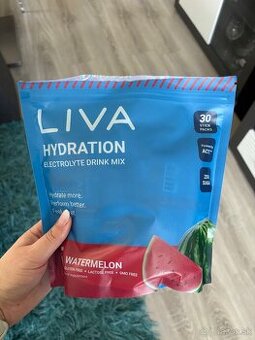 LIVA
30
STICK
PACKS
HYDRATION
ELECTROLYTE DRINK MIX
Hydrate more.
Perform better.
WATERMELON
GLUTEN FREE • LACTOSE FREE • GMO FREE